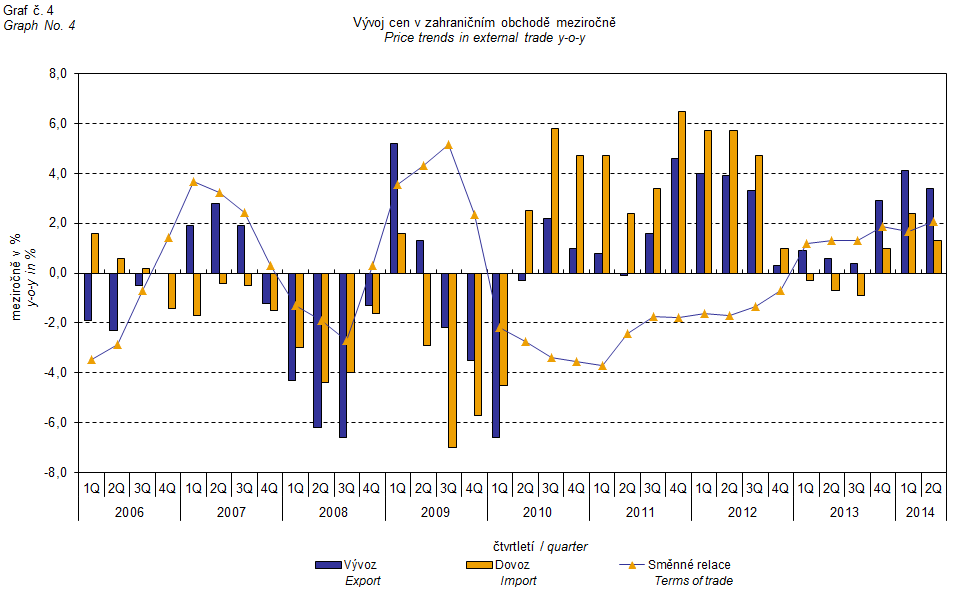 Graf č. 4
Graph No. 4
Vývoj cen v zahraničním obchodě meziročně
Price trends in external trade y-o-y
meziročně v %
y-o-y in %
8,0
6,0
4,0
2,0
0,0
-2,0
-4,0
-6,0
-8,0
1Q 2Q 3Q 4Q 1Q 2Q 3Q 4Q 1Q 2Q 3Q 4Q 1Q 2Q 3Q 4Q 1Q 2Q 3Q 4Q 1Q 2Q 3Q 4Q 1Q 2Q 3Q 4Q 1Q 2Q 3Q 4Q 1Q 2Q
2006 2007 2008 2009 2010 2011 2012 2013 2014
čtvrtletí / quarter
Vývoz Dovoz Směnné relace
Export Import Terms of trade